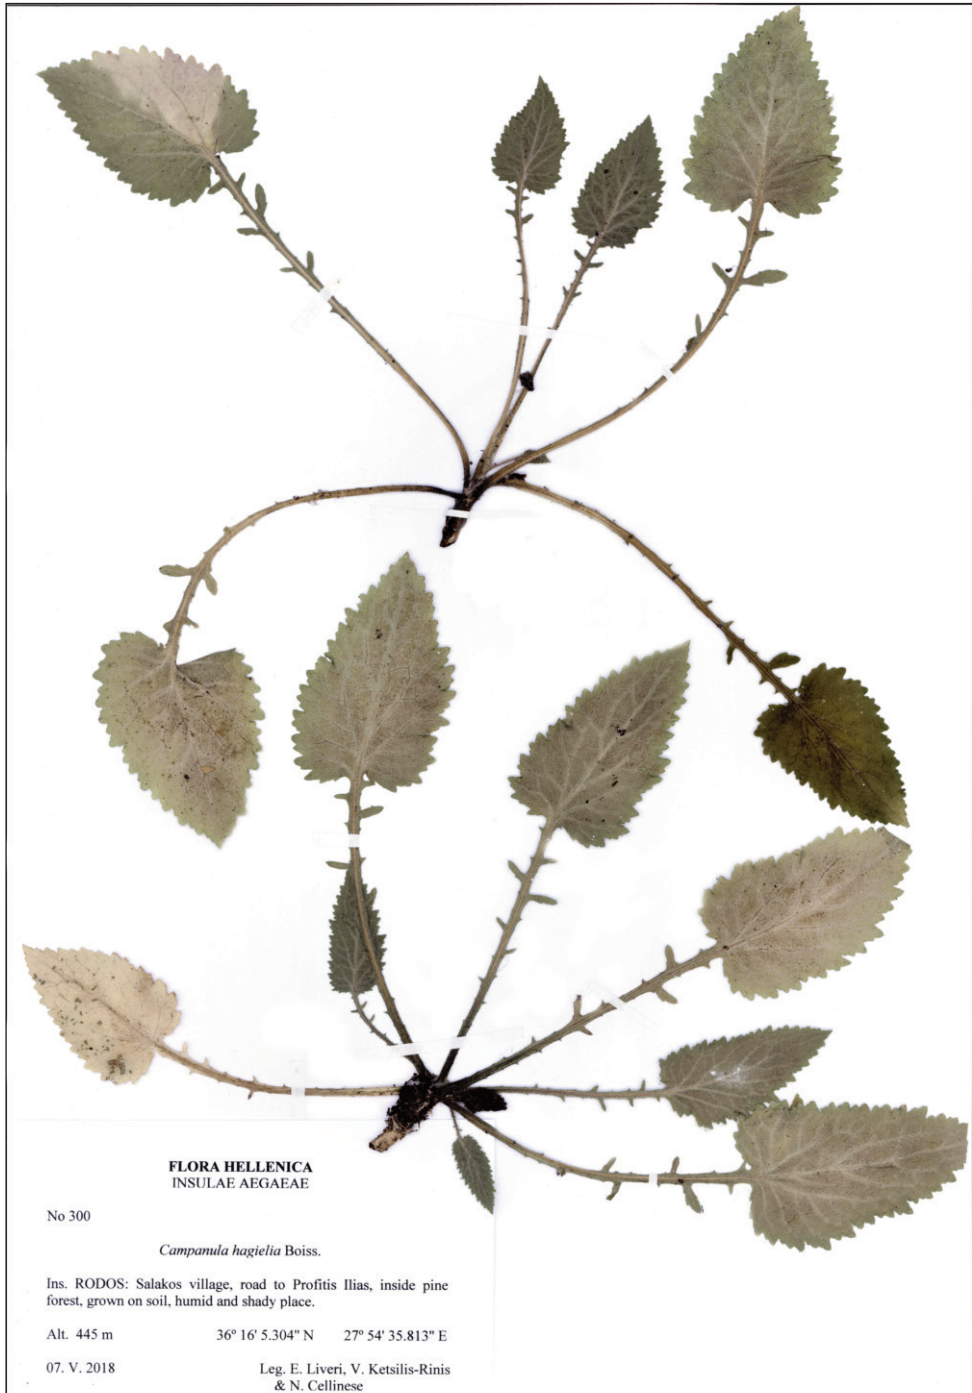 FLORA HELLENICA
INSULAE AEGAEAE
No 300
Campanula hagielia Boiss.
Ins. RODOS: Salakos village, road to Profitis Ilias, inside pine
forest, grown on soil, humid and shady place.
Alt. 445 m 36° 16' 5.304" N 27° 54' 35.813" E
07. V. 2018 Leg. E. Liveri, V. Ketsilis-Rinis
& N. Cellinese